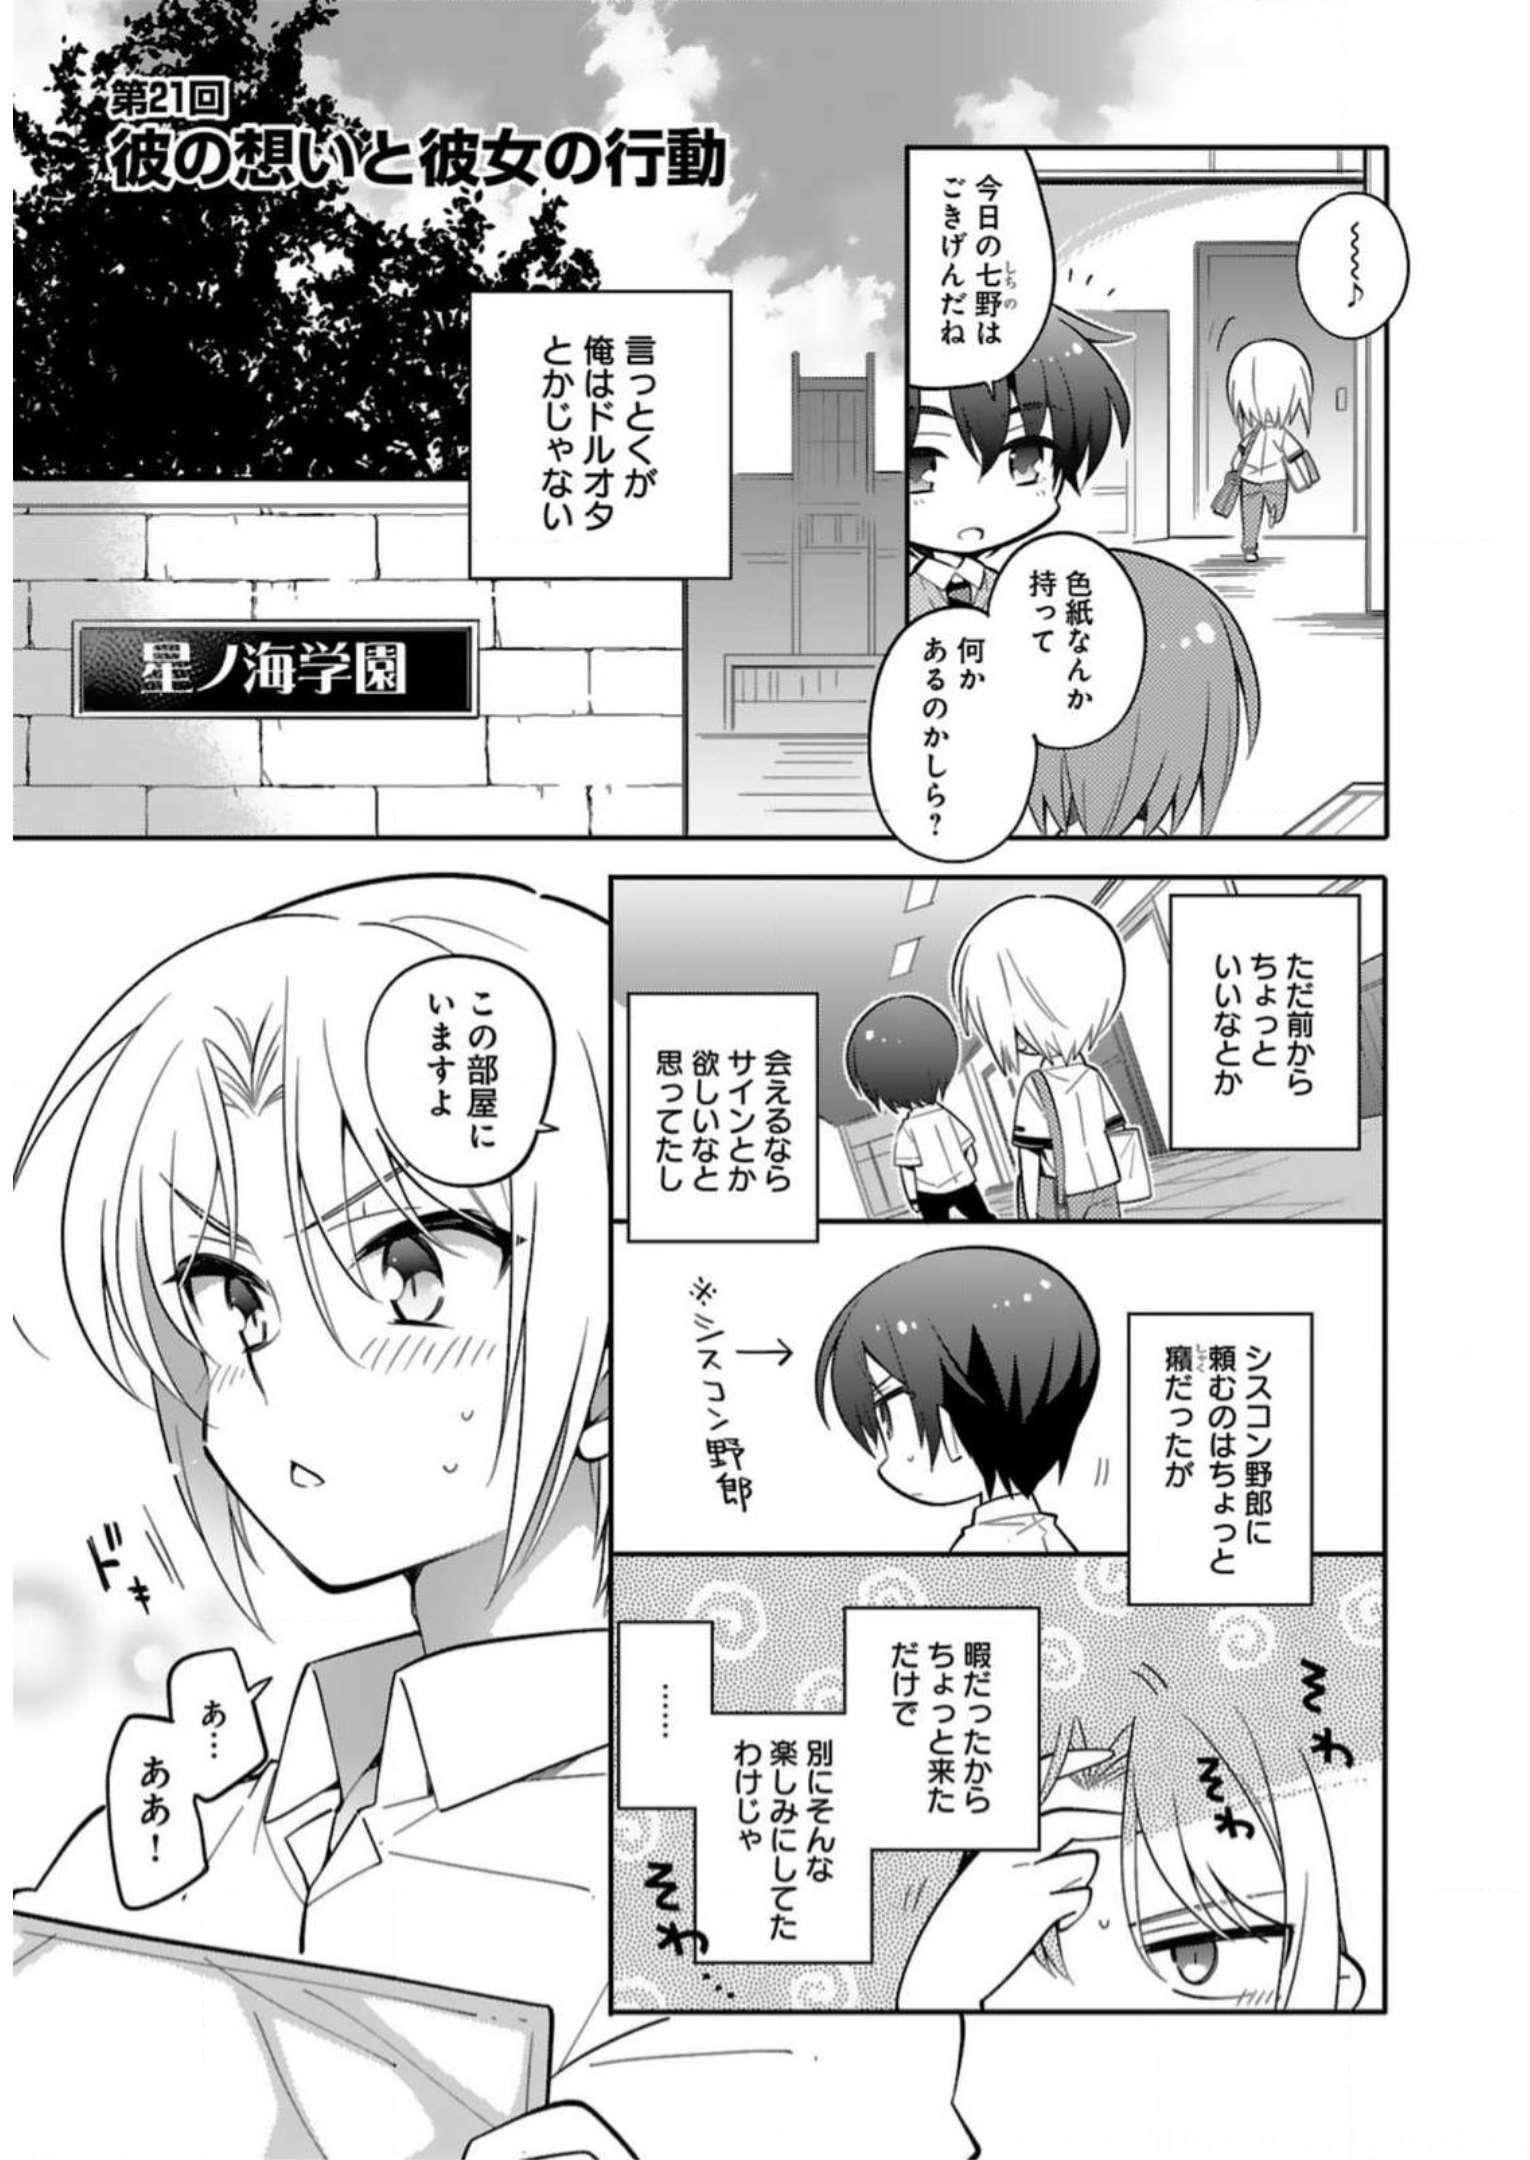 第21回
彼の想いと彼女の行動
〜〜〜♪
今日の七野は
しちの
ごきげんだね
色紙なんか
持って
何か
あるのかしら?
言っとくが
俺はドルオタ
とかじゃない
星ノ海学園
ただ前から
ちょっと
いいなとか
会えるなら
サインとか
欲しいなと
思ってたし
シスコン野郎に
頼むのはちょっと
癪だったが
しゃく
※シスコン野郎
→
暇だったから
ちょっと来た
だけで
別にそんな
楽しみにしてた
わけじゃ
……
そわ
そわ
そわ…
この部屋に
いますよ
ドキ
あ…
ああ!